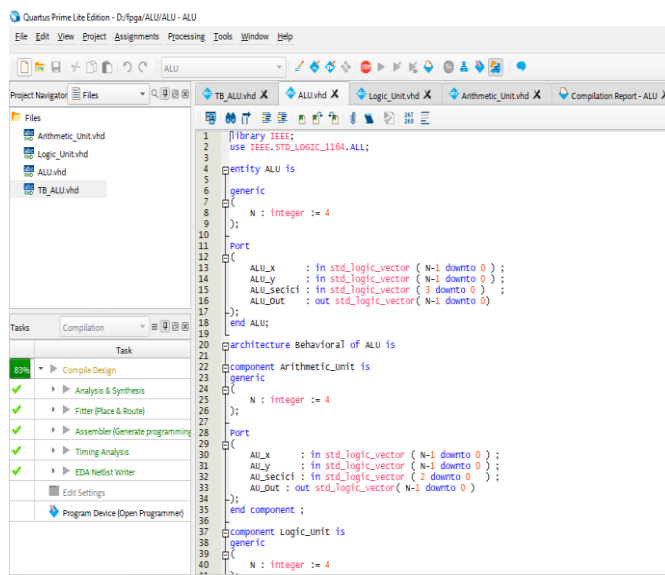 Quartus Prime Lite Edition - D:/fpga/ALU/ALU - ALU
File Edit View Project Assignments Processing Tools Window Help
ALU
Project Navigator Files
TB_ALU.vhd ALU.vhd Logic_Unit.vhd Arithmetic_Unit.vhd Compilation Report - ALU
Files
Arithmetic_Unit.vhd
Logic_Unit.vhd
ALU.vhd
TB_ALU.vhd
Tasks Compilation
Task
83% Compile Design
Analysis & Synthesis
Fitter (Place & Route)
Assembler (Generate programming
Timing Analysis
EDA Netlist Writer
Edit Settings
Program Device (Open Programmer)
1 library IEEE;
2 use IEEE.STD_LOGIC_1164.ALL;
3
4 entity ALU is
5
6 generic
7 (
8 N : integer := 4
9 );
10
11 Port
12 (
13 ALU_x : in std_logic_vector ( N-1 downto 0 ) ;
14 ALU_y : in std_logic_vector ( N-1 downto 0 ) ;
15 ALU_secici : in std_logic_vector ( 3 downto 0 ) ;
16 ALU_Out : out std_logic_vector( N-1 downto 0)
17 );
18 end ALU;
19
20 architecture Behavioral of ALU is
21
22 component Arithmetic_Unit is
23 generic
24 (
25 N : integer := 4
26 );
27
28 Port
29 (
30 AU_x : in std_logic_vector ( N-1 downto 0 ) ;
31 AU_y : in std_logic_vector ( N-1 downto 0 ) ;
32 AU_secici : in std_logic_vector ( 2 downto 0 ) ;
33 AU_Out : out std_logic_vector( N-1 downto 0 )
34 );
35 end component ;
36
37 component Logic_Unit is
38 generic
39 (
40 N : integer := 4